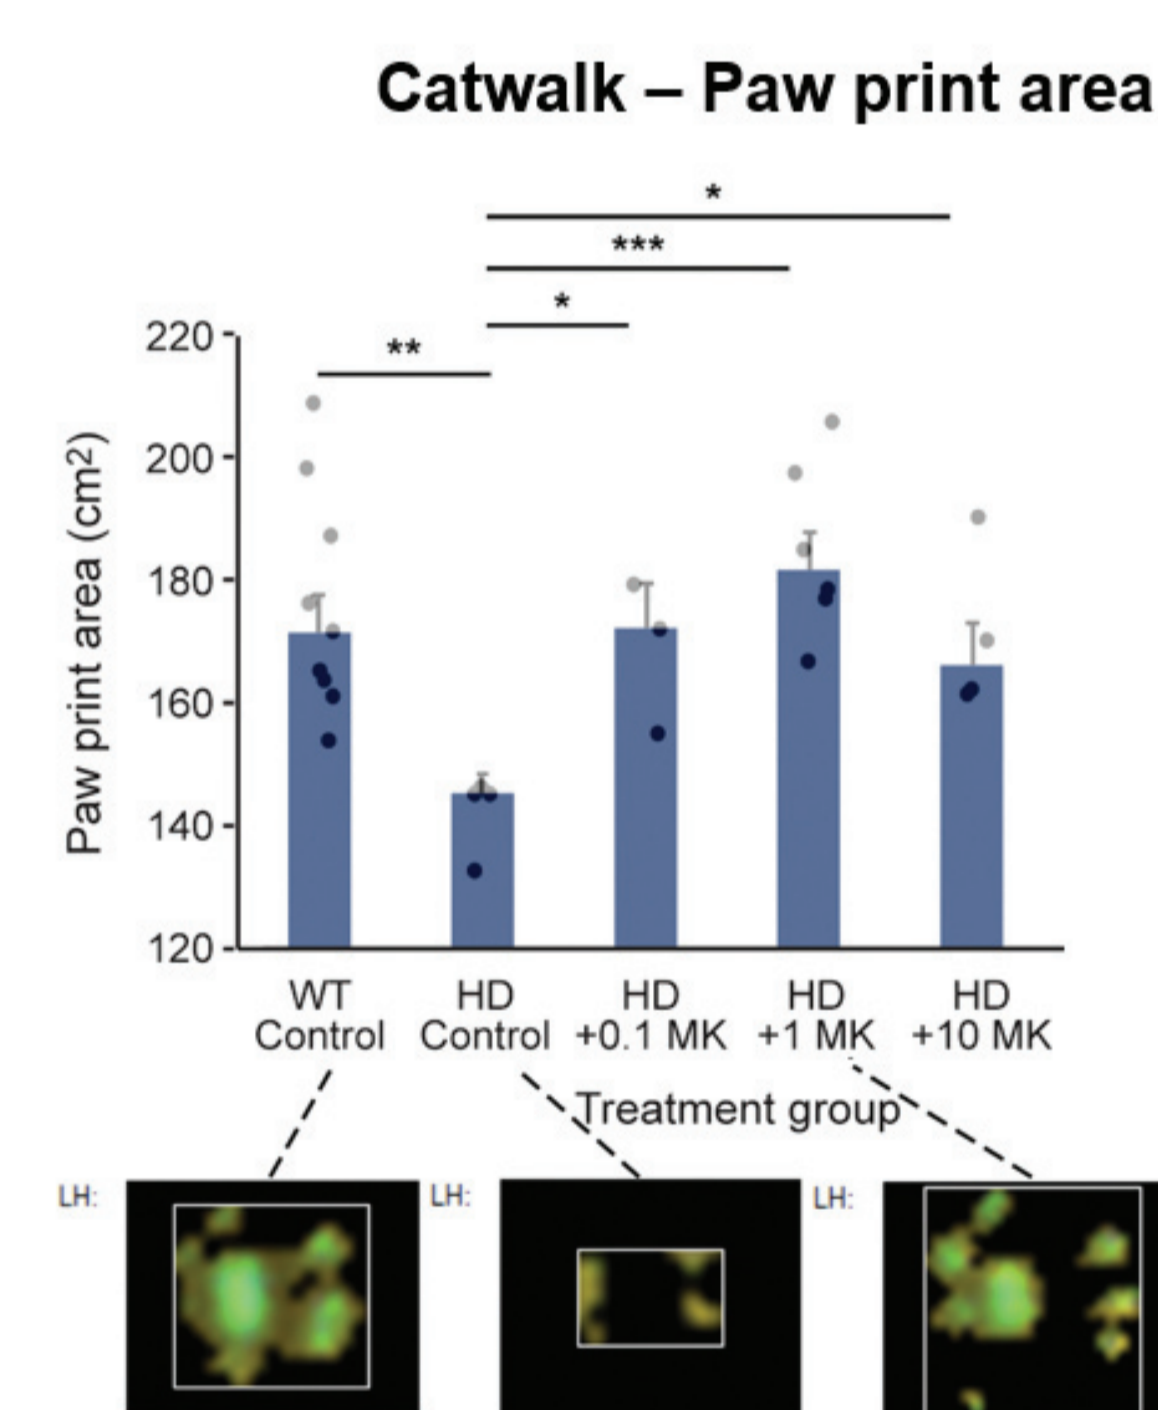 Catwalk – Paw print area
*
***
*
**
220
200
180
160
140
120
Paw print area (cm2)
WT Control
HD Control
HD +0.1 MK
HD +1 MK
HD +10 MK
Treatment group
LH:
LH:
LH: